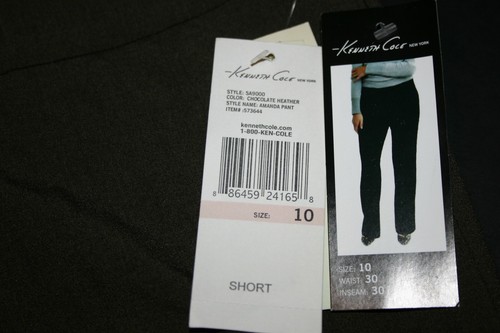 Kenneth Cole NEW YORK
STYLE: SK9000
COLOR: CHOCOLATE HEATHER
STYLE NAME: AMANDA PANT
ITEM# :573644
kennethcole.com
1-800-KEN-COLE
8 86459 24165 8
SIZE: 10
SHORT
Kenneth Cole NEW YORK
SIZE: 10
WAIST: 30
INSEAM: 30